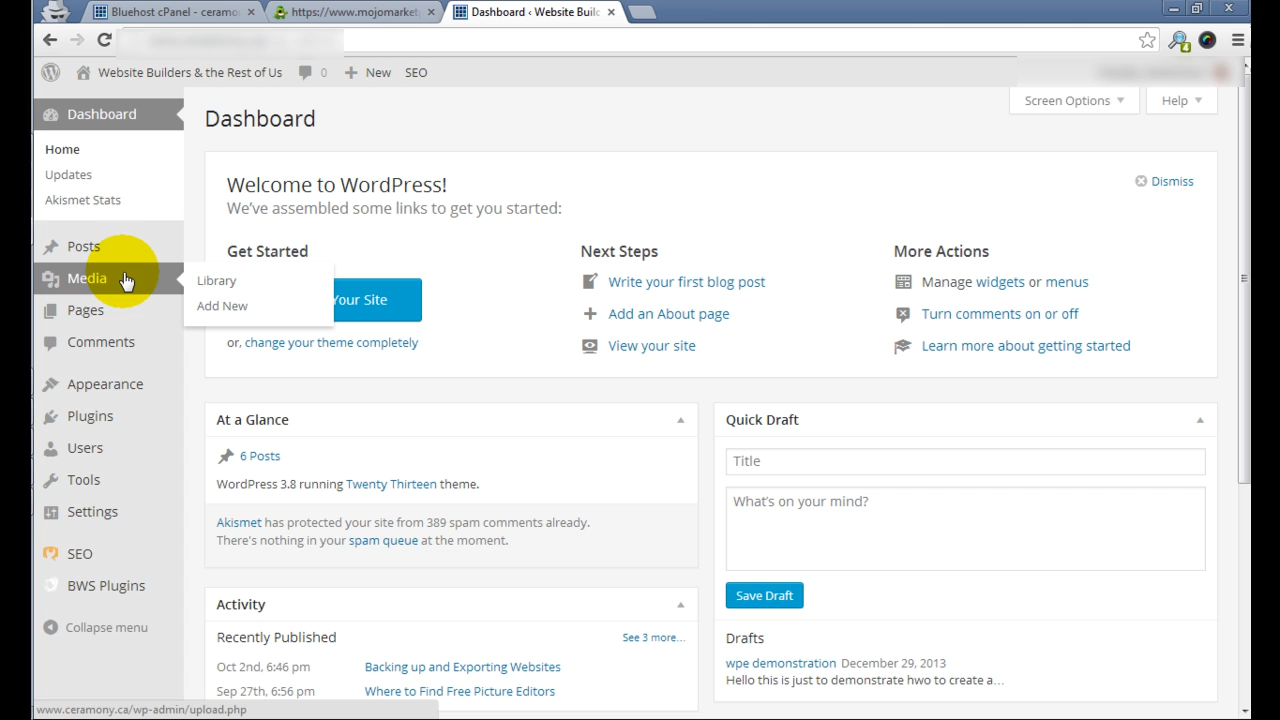 Bluehost cPanel - ceramon
https://www.mojomarket
Dashboard ‹ Website Build
Website Builders & the Rest of Us
0
New
SEO
Dashboard
Home
Updates
Akismet Stats
Posts
Media
Pages
Comments
Appearance
Plugins
Users
Tools
Settings
SEO
BWS Plugins
Collapse menu
Library
Add New
Dashboard
Screen Options
Help
Welcome to WordPress!
We've assembled some links to get you started:
Dismiss
Get Started
Your Site
or, change your theme completely
Next Steps
Write your first blog post
Add an About page
View your site
More Actions
Manage widgets or menus
Turn comments on or off
Learn more about getting started
At a Glance
6 Posts
WordPress 3.8 running Twenty Thirteen theme.
Akismet has protected your site from 389 spam comments already.
There's nothing in your spam queue at the moment.
Activity
Recently Published
See 3 more...
Oct 2nd, 6:46 pm Backing up and Exporting Websites
Sep 27th, 6:56 pm Where to Find Free Picture Editors
Quick Draft
Title
What's on your mind?
Save Draft
Drafts
wpe demonstration December 29, 2013
Hello this is just to demonstrate hwo to create a...
www.ceramony.ca/wp-admin/upload.php